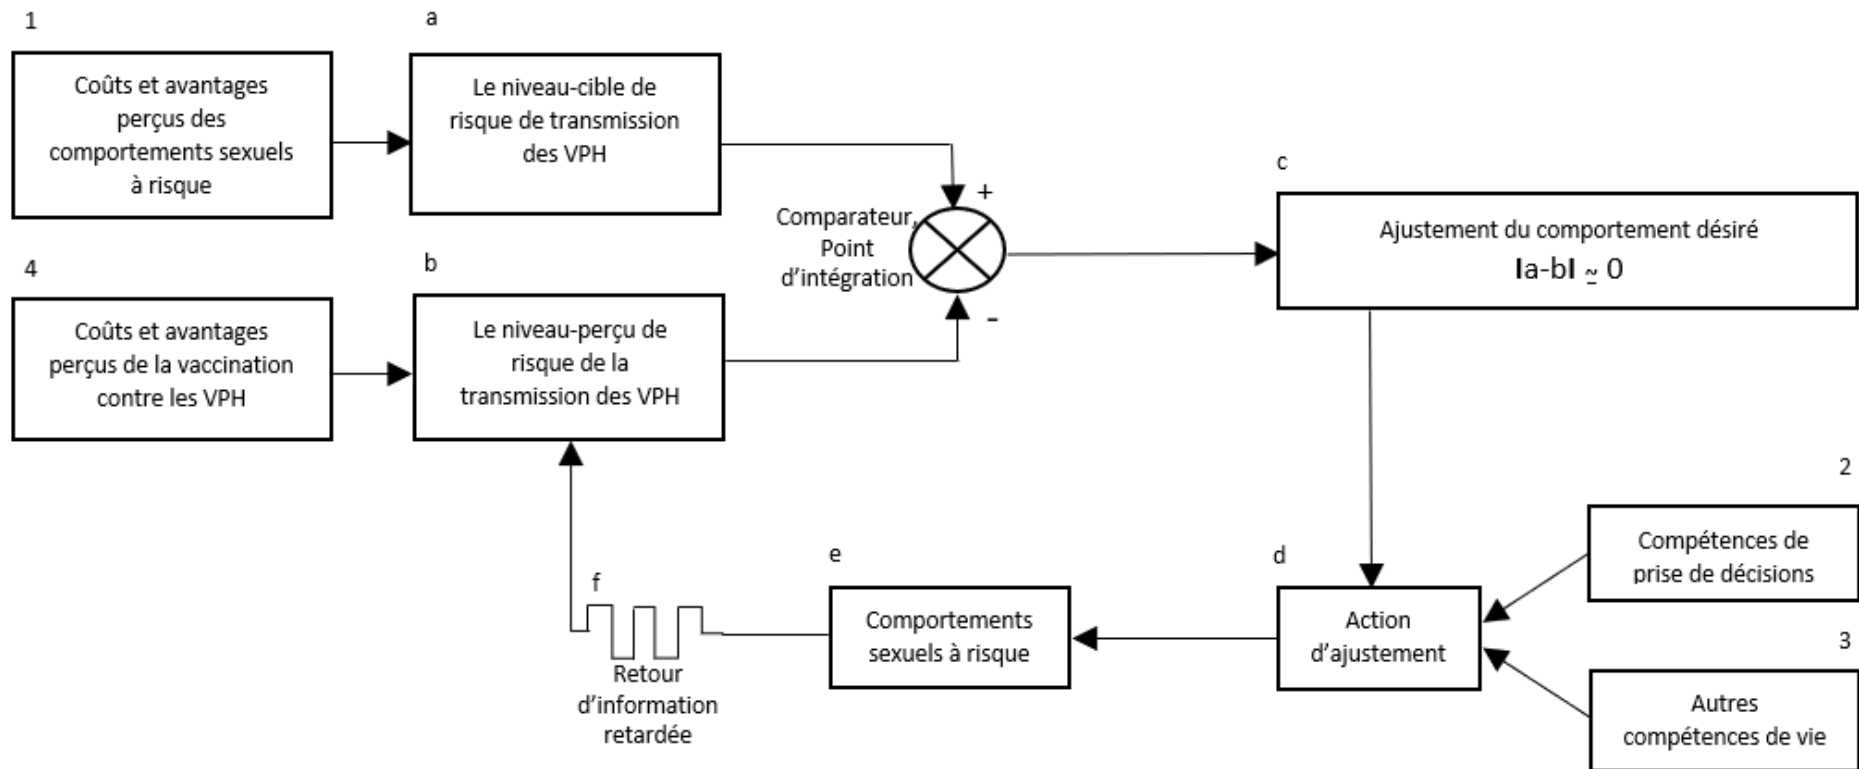 1
Coûts et avantages
perçus des
comportements sexuels
à risque
a
Le niveau-cible de
risque de transmission
des VPH
+
Comparateur,
Point
d'intégration
-
c
Ajustement du comportement désiré
Ia-bI ~ 0
4
Coûts et avantages
perçus de la vaccination
contre les VPH
b
Le niveau-perçu de
risque de la
transmission des VPH
2
Compétences de
prise de décisions
3
Autres
compétences de vie
d
Action
d'ajustement
e
Comportements
sexuels à risque
f
Retour
d'information
retardée